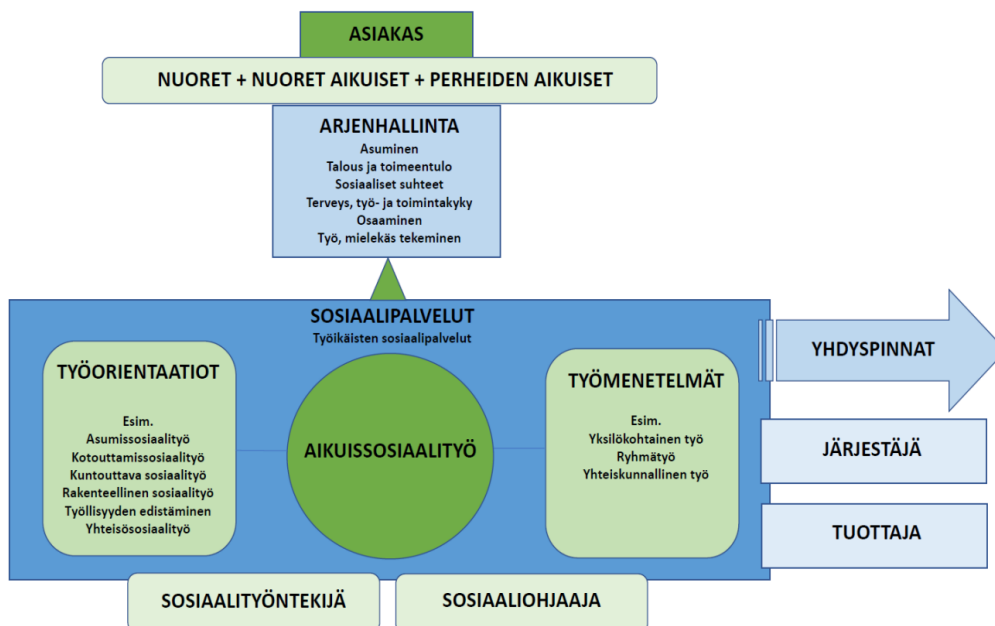 ASIAKAS
NUORET + NUORET AIKUISET + PERHEIDEN AIKUISET
ARJENHALLINTA
Asuminen
Talous ja toimeentulo
Sosiaaliset suhteet
Terveys, työ- ja toimintakyky
Osaaminen
Työ, mielekäs tekeminen
SOSIAALIPALVELUT
Työikäisten sosiaalipalvelut
TYÖORIENTAATIOT
Esim.
Asumissosiaalityö
Kotouttamissosiaalityö
Kuntouttava sosiaalityö
Rakenteellinen sosiaalityö
Työllisyyden edistäminen
Yhteisösosiaalityö
AIKUISSOSIAALITYÖ
TYÖMENETELMÄT
Esim.
Yksilökohtainen työ
Ryhmätyö
Yhteiskunnallinen työ
YHDYSPINNAT
JÄRJESTÄJÄ
TUOTTAJA
SOSIAALITYÖNTEKIJÄ
SOSIAALIOHJAAJA